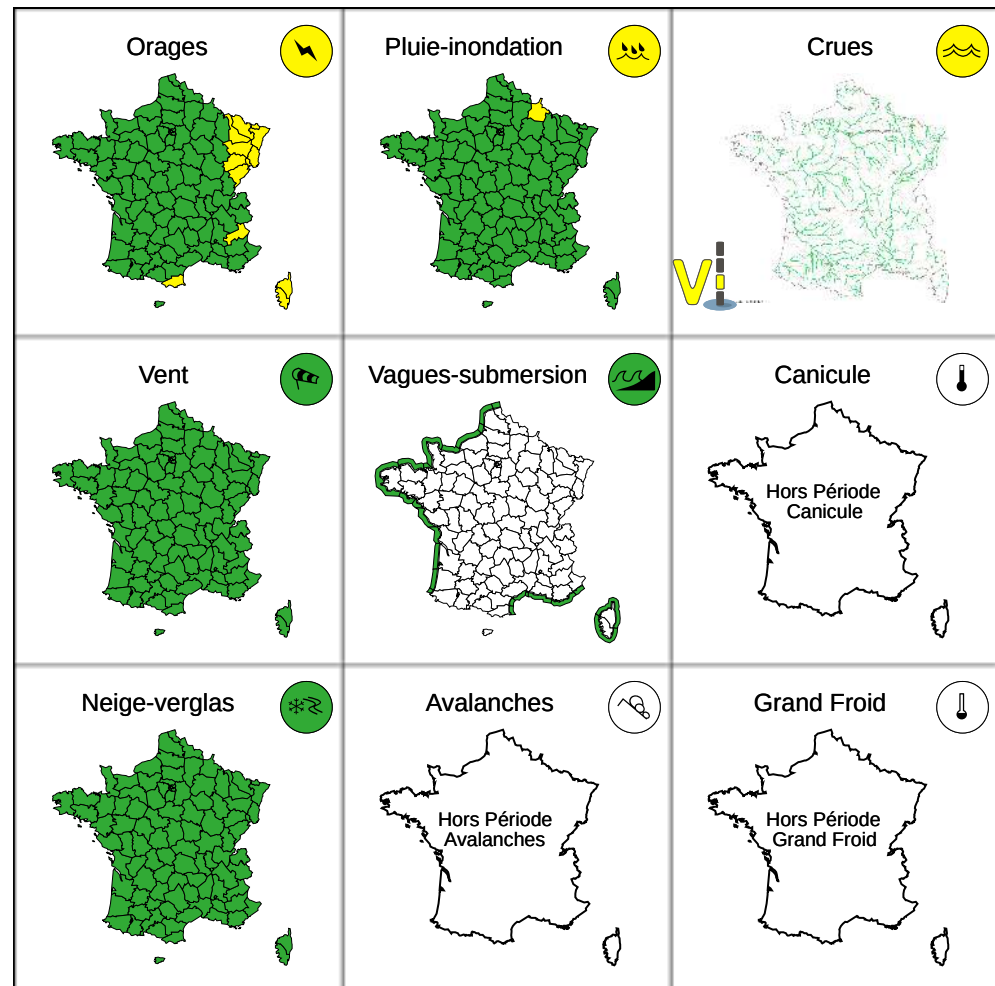 Orages
Pluie-inondation
Crues
Vi
Vent
Vagues-submersion
Canicule
Hors Période
Canicule
Neige-verglas
Avalanches
Grand Froid
Hors Période
Avalanches
Hors Période
Grand Froid